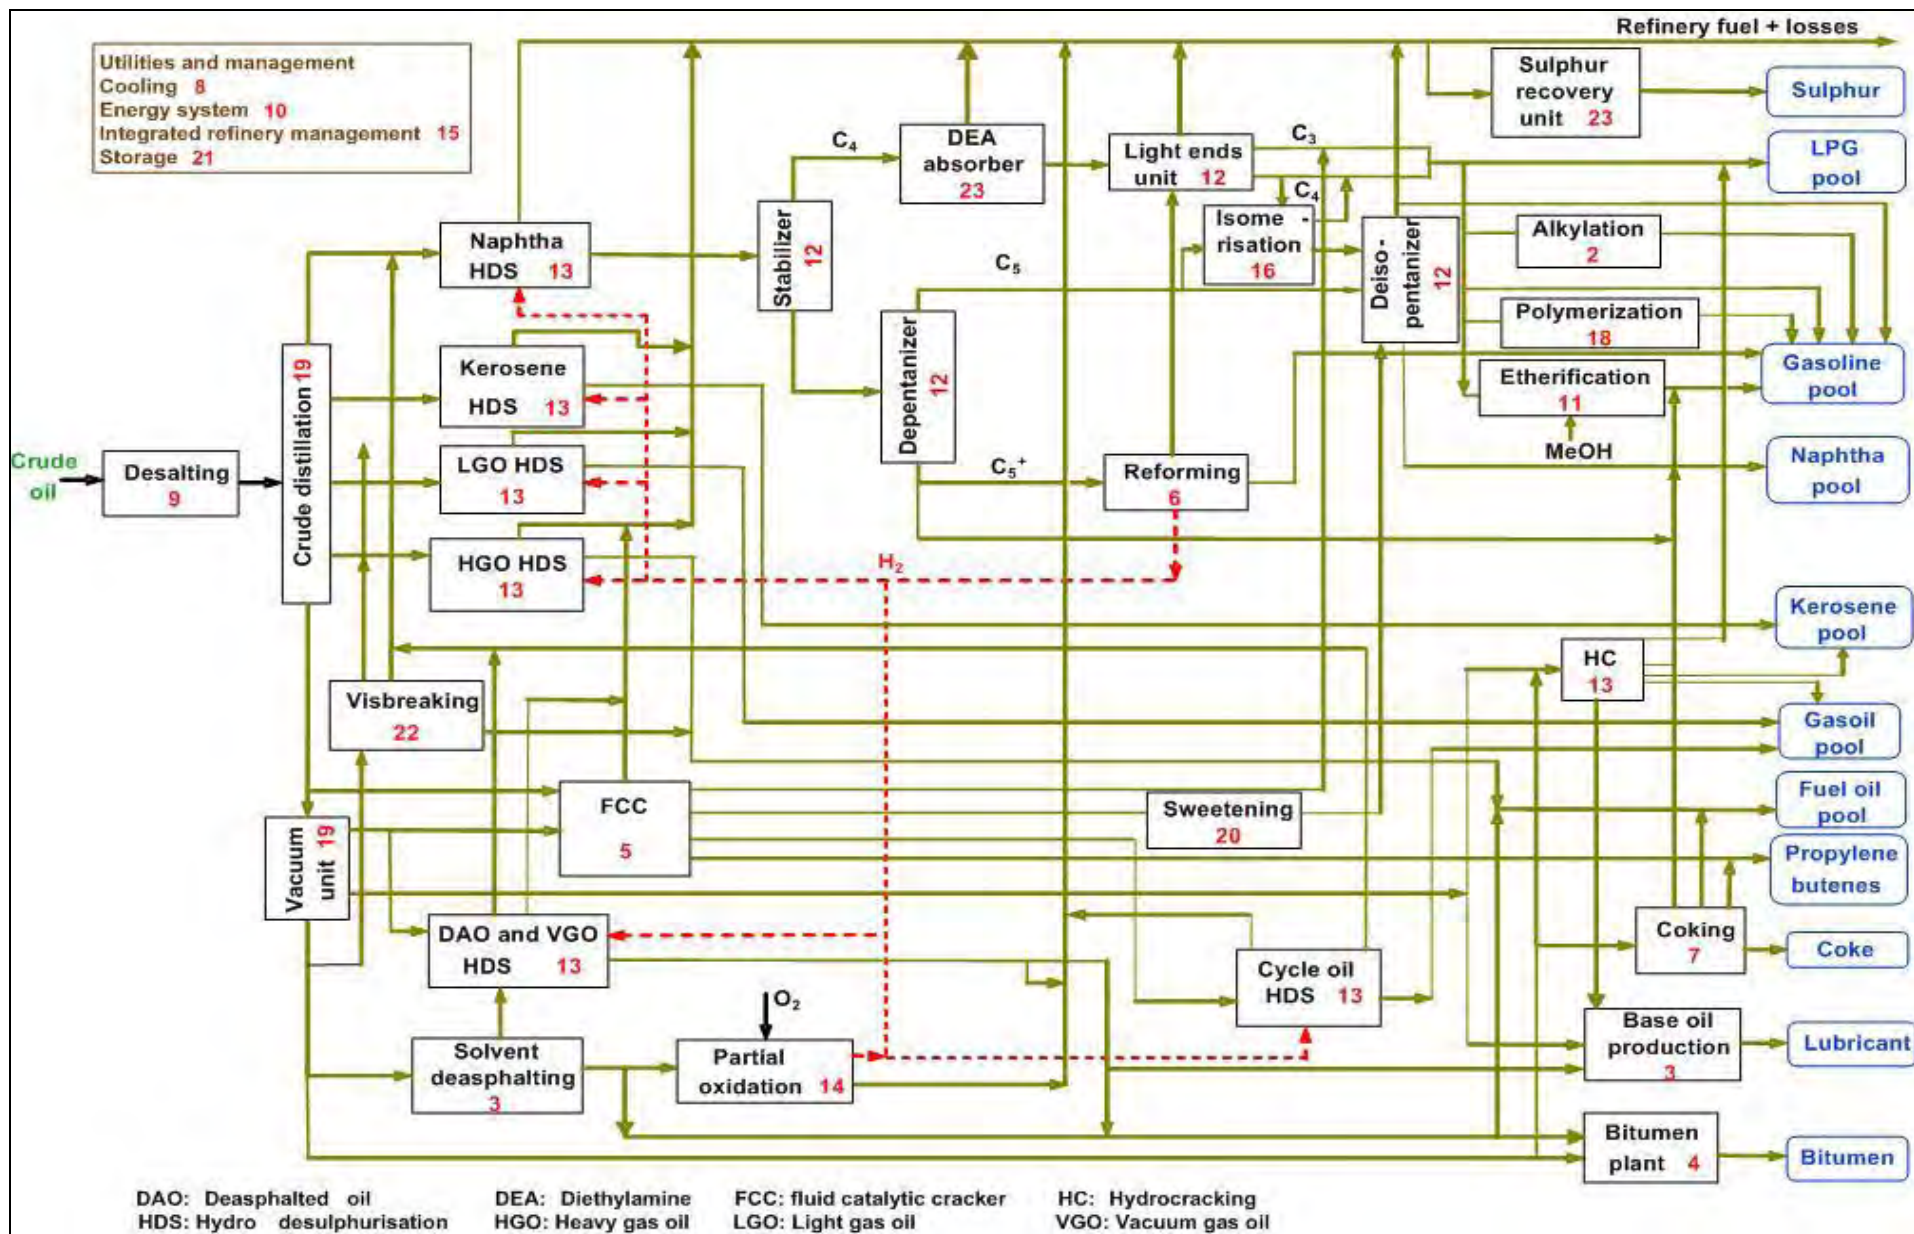 Refinery fuel + losses
Utilities and management
Cooling 8
Energy system 10
Integrated refinery management 15
Storage 21
Sulphur
recovery
unit 23
Sulphur
LPG
pool
C4
DEA
absorber
23
Light ends
unit 12
C3
C4
Isome -
risation
16
Deiso-
pentanizer
12
Alkylation
2
Polymerization
18
Etherification
11
MeOH
Gasoline
pool
Naphtha
pool
Naphtha
HDS 13
Stabilizer
12
C5
Depentanizer
12
C5+
Reforming
6
Kerosene
HDS 13
LGO HDS
13
HGO HDS
13
H2
Crude
oil
Desalting
9
Crude distillation 19
Kerosene
pool
HC
13
Gasoil
pool
Visbreaking
22
FCC
5
Sweetening
20
Fuel oil
pool
Propylene
butenes
Vacuum
unit 19
DAO and VGO
HDS 13
Cycle oil
HDS 13
Coking
7
Coke
O2
Solvent
deasphalting
3
Partial
oxidation 14
Base oil
production
3
Lubricant
Bitumen
plant 4
Bitumen
DAO: Deasphalted oil DEA: Diethylamine FCC: fluid catalytic cracker HC: Hydrocracking
HDS: Hydro desulphurisation HGO: Heavy gas oil LGO: Light gas oil VGO: Vacuum gas oil